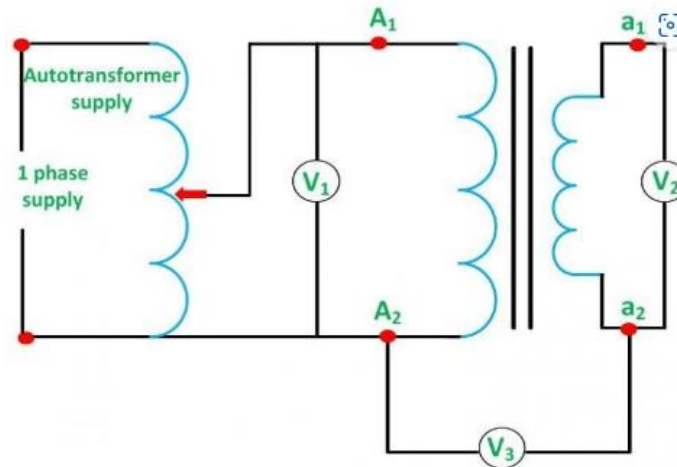 A₁
a₁
Autotransformer
supply
1 phase
supply
V₁
V₂
A₂
a₂
V₃